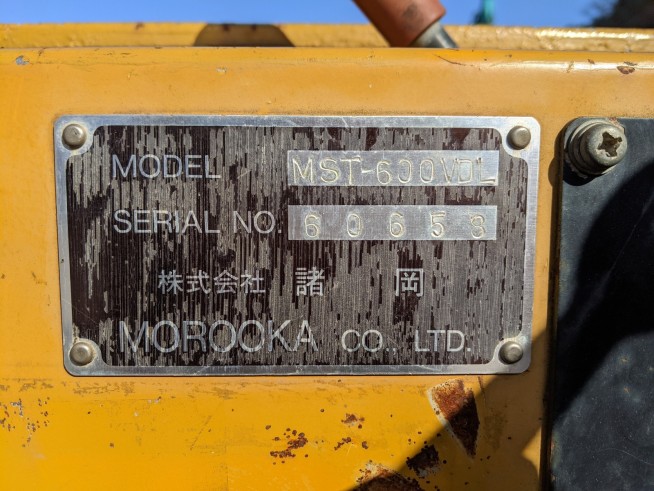 MODEL MST-600VDL
SERIAL NO. 60653
株式会社 諸岡
MOROOKA CO., LTD.